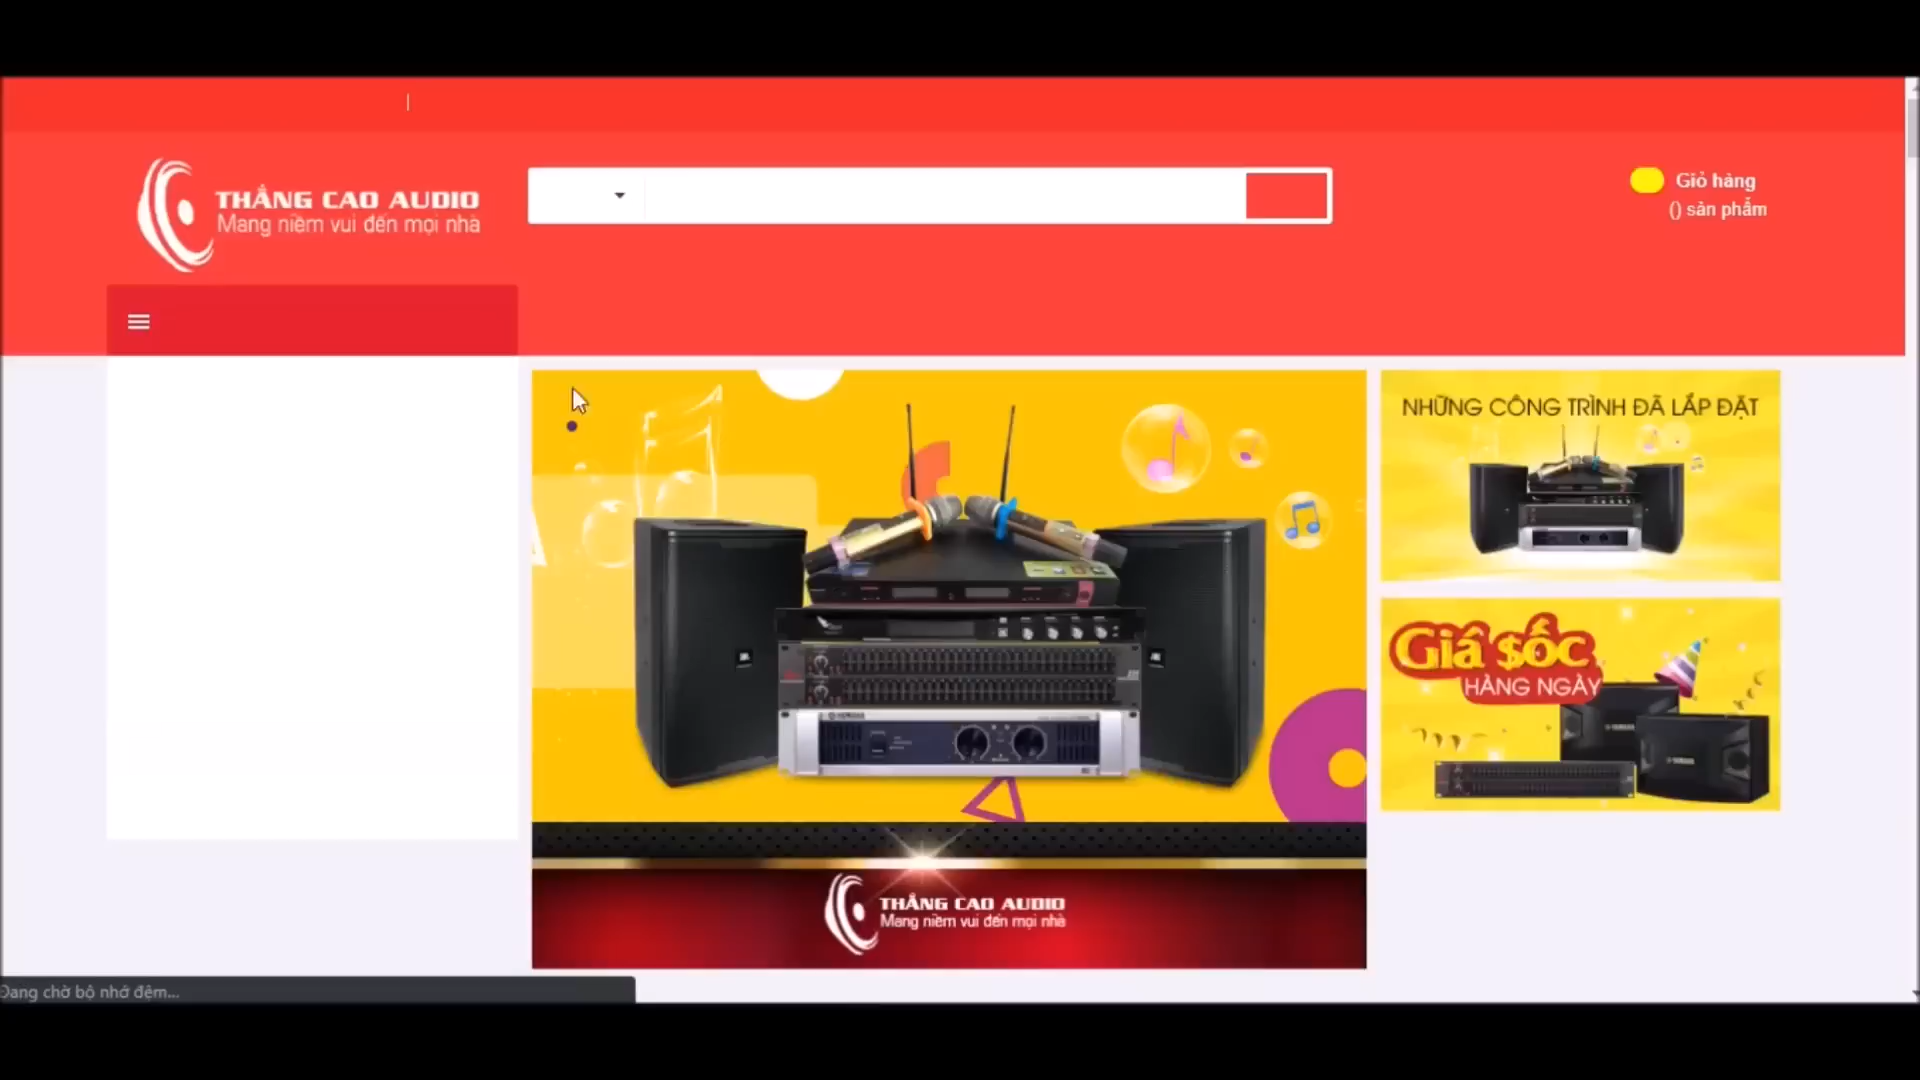 THẮNG CAO AUDIO
Mang niềm vui đến mọi nhà
Giỏ hàng
() sản phẩm
NHỮNG CÔNG TRÌNH ĐÃ LẮP ĐẶT
Giá $ốc
HÀNG NGÀY
THẮNG CAO AUDIO
Mang niềm vui đến mọi nhà
Đang chờ bộ nhớ đệm...